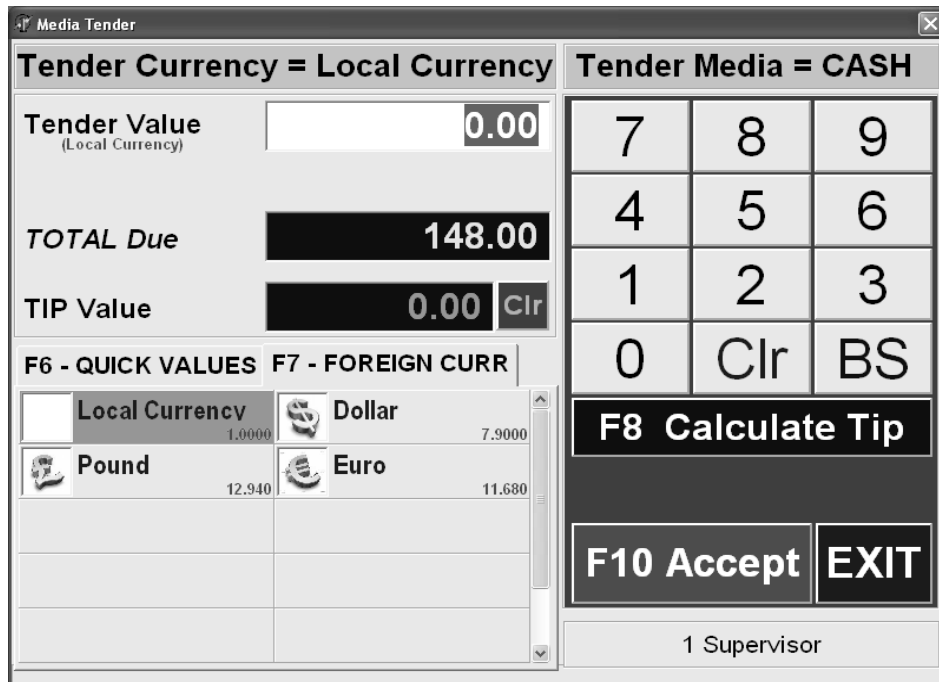 Media Tender
Tender Currency = Local Currency
Tender Media = CASH
Tender Value
(Local Currency)
0.00
TOTAL Due
148.00
TIP Value
0.00
Clr
F6 - QUICK VALUES
F7 - FOREIGN CURR
Local Currency
1.0000
Dollar
7.9000
Pound
12.940
Euro
11.680
7 8 9
4 5 6
1 2 3
0 Clr BS
F8 Calculate Tip
F10 Accept
EXIT
1 Supervisor